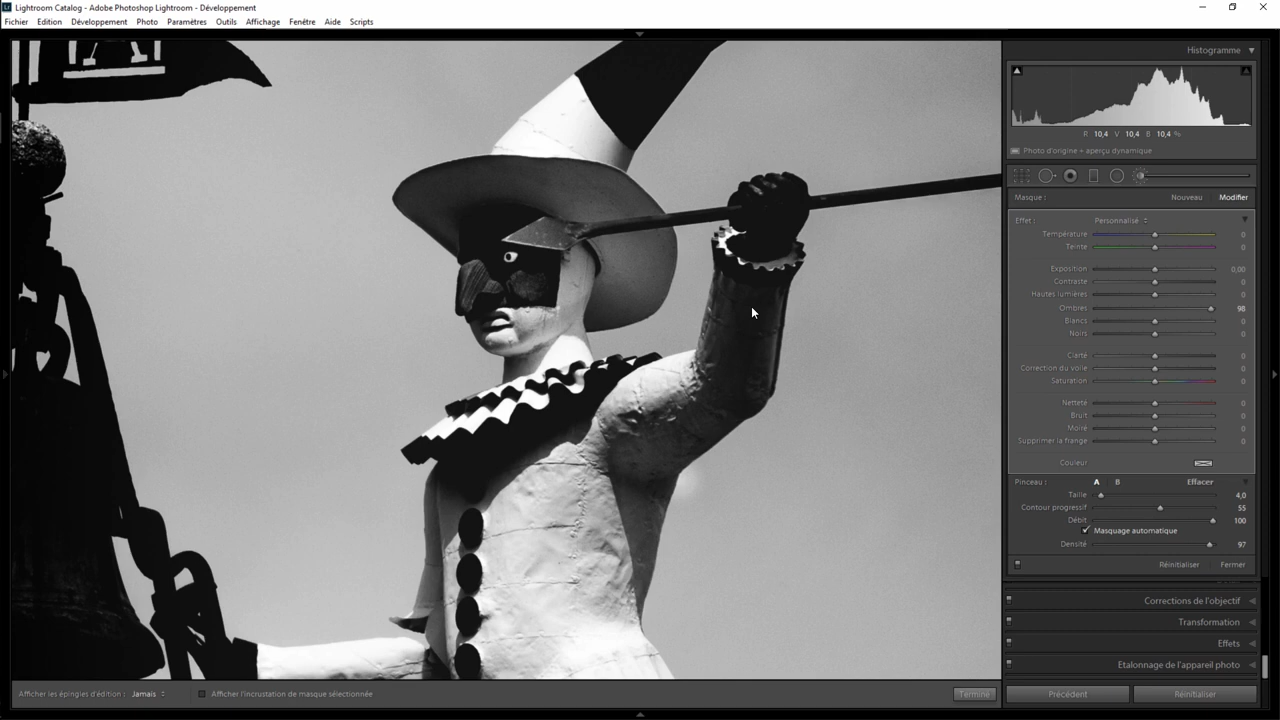 Lightroom Catalog - Adobe Photoshop Lightroom - Développement
Fichier Edition Développement Photo Paramètres Outils Affichage Fenêtre Aide Scripts
Histogramme
R 10,4 V 10,4 B 10,4 %
Photo d'origine + aperçu dynamique
Masque : Nouveau Modifier
Effet : Personnalisé
Température 0
Teinte 0
Exposition 0,00
Contraste 0
Hautes lumières 0
Ombres 98
Blancs 0
Noirs 0
Clarté 0
Correction du voile 0
Saturation 0
Netteté 0
Bruit 0
Moiré 0
Supprimer la frange 0
Couleur
Pinceau : A B Effacer
Taille 4,0
Contour progressif 55
Débit 100
Masquage automatique
Densité 97
Réinitialiser Fermer
Corrections de l'objectif
Transformation
Effets
Etalonnage de l'appareil photo
Afficher les épingles d'édition : Jamais Afficher l'incrustation de masque sélectionnée Terminé
Précédent Réinitialiser